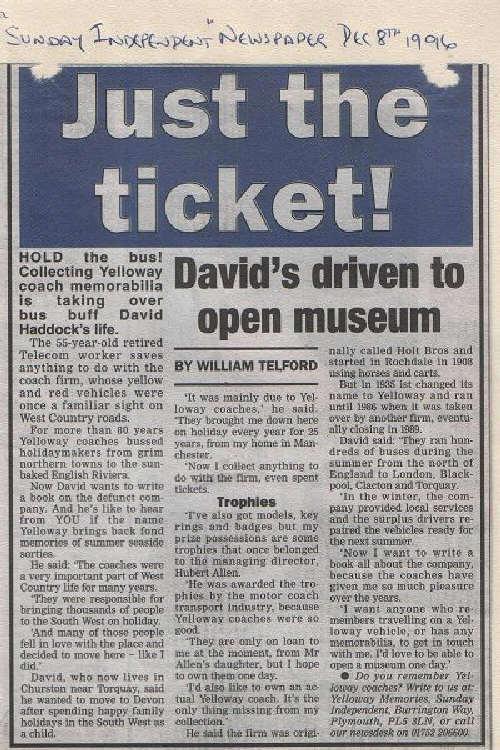 "Sunday Independent" Newspaper Dec 8th 1996
Just the
ticket!
HOLD the bus!
Collecting Yelloway
coach memorabilia
is taking over
bus buff David
Haddock's life.
The 55-year-old retired
Telecom worker saves
anything to do with the
coach firm, whose yellow
and red vehicles were
once a familiar sight on
West Country roads.
For more than 80 years
Yelloway coaches bussed
holidaymakers from grim
northern towns to the sun-
baked English Riviera.
Now David wants to write
a book on the defunct com-
pany. And he's like to hear
from YOU if the name
Yelloway brings back fond
memories of summer seaside
sorties.
He said: 'The coaches were
a very important part of West
Country life for many years.
'They were responsible for
bringing thousands of people
to the South West on holiday.
'And many of those people
fell in love with the place and
decided to move here – like I
did.'
David, who now lives in
Churston near Torquay, said
he wanted to move to Devon
after spending happy family
holidays in the South West as
a child.
David's driven to
open museum
BY WILLIAM TELFORD
'It was mainly due to Yel-
loway coaches,' he said.
'They brought me down here
on holiday every year for 25
years, from my home in Man-
chester.
'Now I collect anything to
do with the firm, even spent
tickets.
Trophies
'I've also got models, key
rings and badges but my
prize possessions are some
trophies that once belonged
to the managing director,
Hubert Allen.
'He was awarded the tro-
phies by the motor coach
transport industry, because
Yelloway coaches were so
good.
'They are only on loan to
me at the moment, from Mr
Allen's daughter, but I hope
to own them one day.
'I'd also like to own an ac-
tual Yelloway coach. It's the
only thing missing from my
collection.'
He said the firm was origi-
nally called Holt Bros and
started in Rochdale in 1908
using horses and carts.
But in 1935 ist changed its
name to Yelloway and ran
until 1986 when it was taken
over by another firm, eventu-
ally closing in 1989.
David said: 'They ran hun-
dreds of buses during the
summer from the north of
England to London, Black-
pool, Clacton and Torquay.
'In the winter, the com-
pany provided local services
and the surplus drivers re-
paired the vehicles ready for
the next summer.
'Now I want to write a
book all about the company,
because the coaches have
given me so much pleasure
over the years.
'I want anyone who re-
members travelling on a Yel-
loway vehicle, or has any
memorabilia, to get in touch
with me. I'd love to be able to
open a museum one day.'
● Do you remember Yel-
loway coaches? Write to us at:
Yelloway Memories, Sunday
Independent, Burrington Way,
Plymouth, PL5 3LN, or call
our newsdesk on 01752 206600.